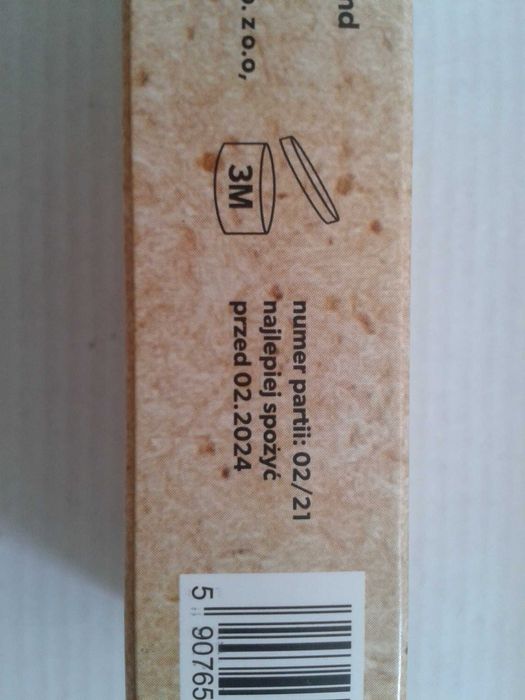 nd
. z o.o,
3M
numer partii: 02/21
najlepiej spożyć
przed 02.2024
5 90765